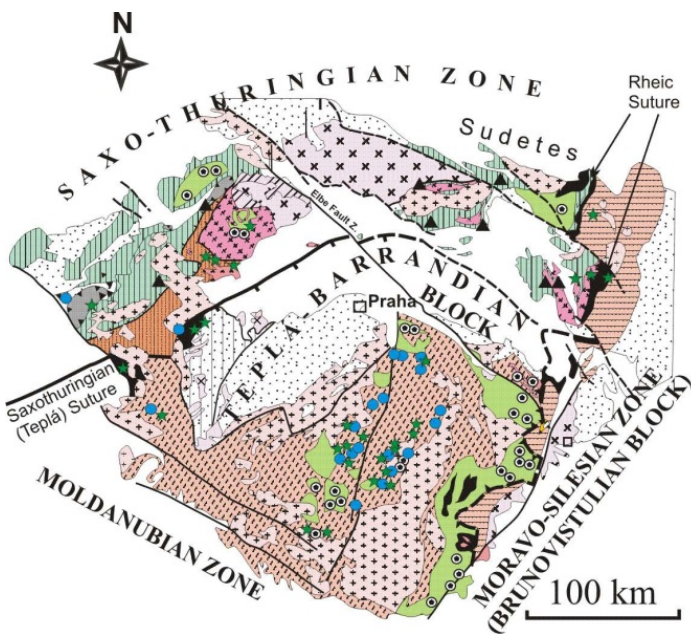 N
SAXO-THURINGIAN ZONE
Rheic
Suture
Sudetes
Elbe Fault Z.
TEPLÁ-BARRANDIAN
BLOCK
Praha
Saxothuringian
(Teplá) Suture
MOLDANUBIAN ZONE
MORAVO-SILESIAN ZONE
(BRUNOVISTULIAN BLOCK)
100 km